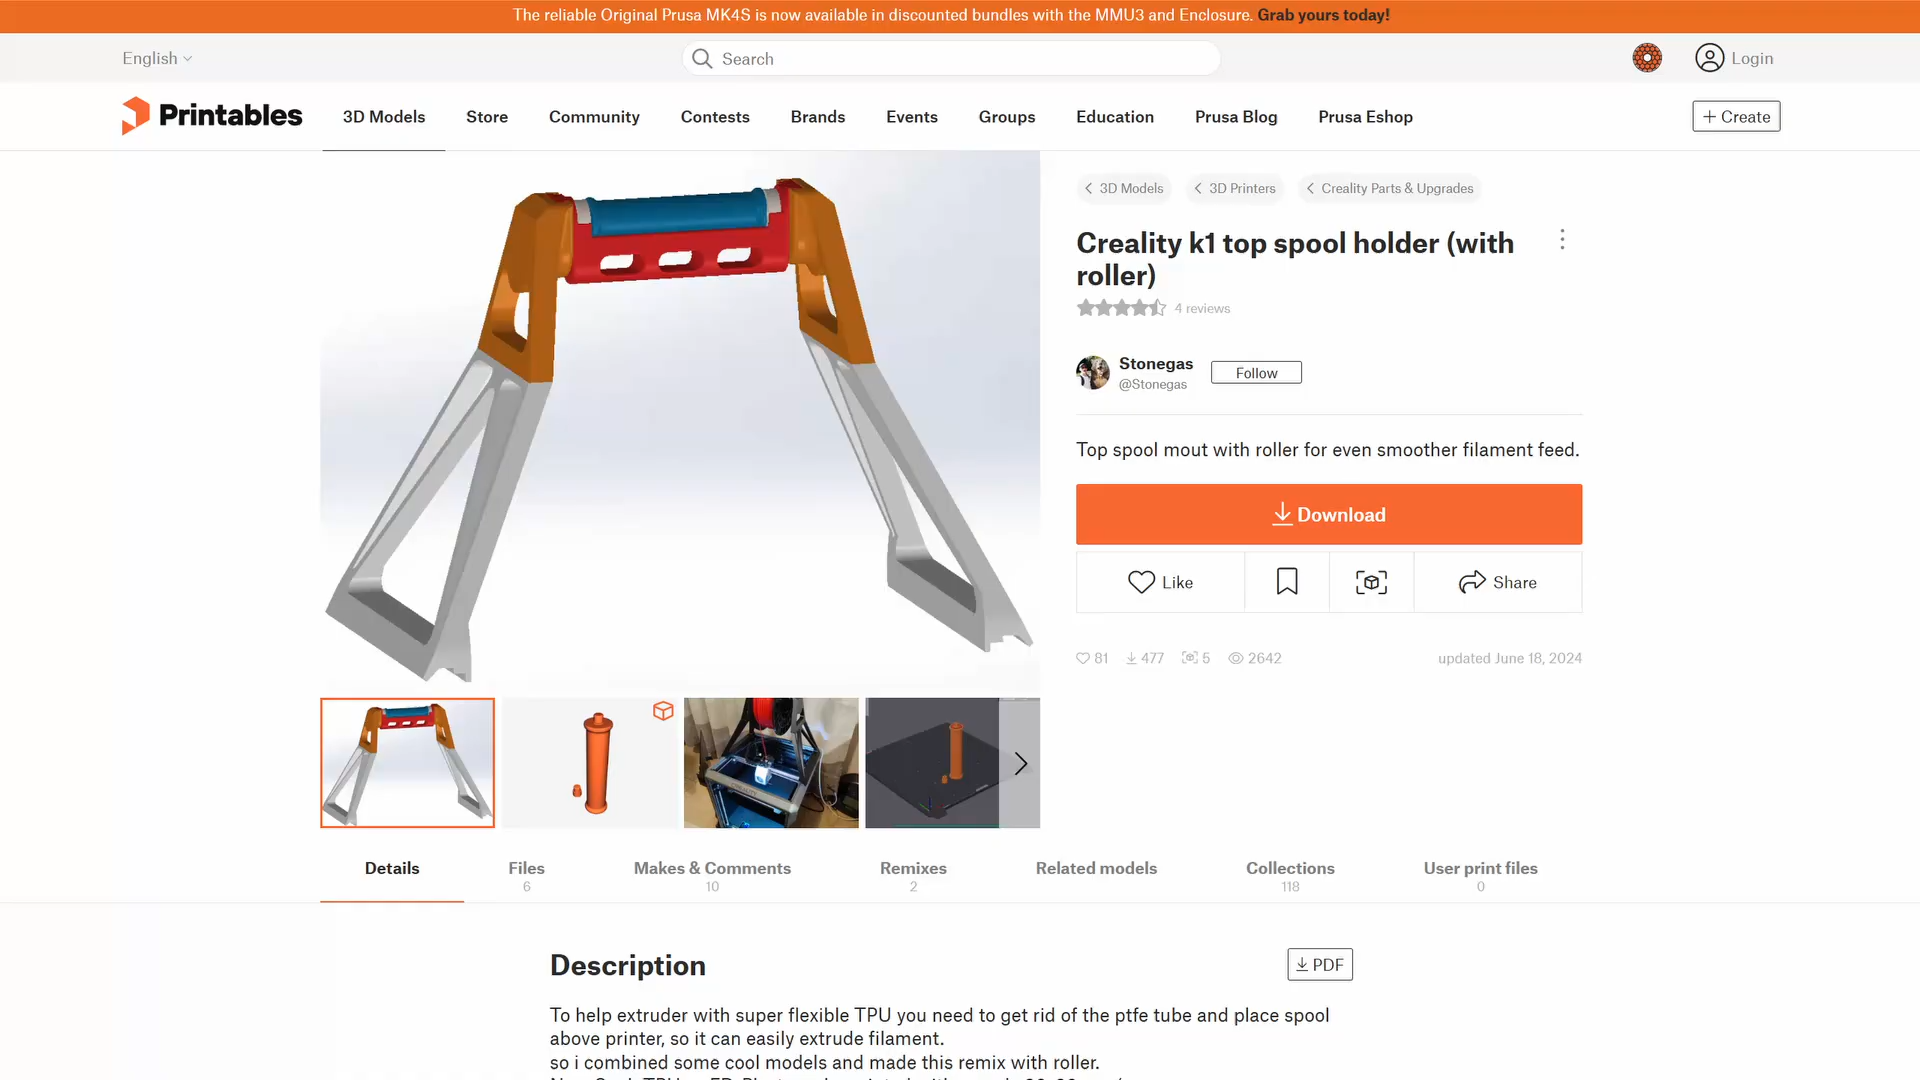 The reliable Original Prusa MK4S is now available in discounted bundles with the MMU3 and Enclosure. Grab yours today!
English
Search
Login
Printables
3D Models
Store
Community
Contests
Brands
Events
Groups
Education
Prusa Blog
Prusa Eshop
+ Create
3D Models
3D Printers
Creality Parts & Upgrades
Creality k1 top spool holder (with
roller)
4 reviews
Stonegas
@Stonegas
Follow
Top spool mout with roller for even smoother filament feed.
Download
Like
Share
81
477
5
2642
updated June 18, 2024
Details
Files
6
Makes & Comments
10
Remixes
2
Related models
Collections
118
User print files
0
Description
PDF
To help extruder with super flexible TPU you need to get rid of the ptfe tube and place spool
above printer, so it can easily extrude filament.
so i combined some cool models and made this remix with roller.